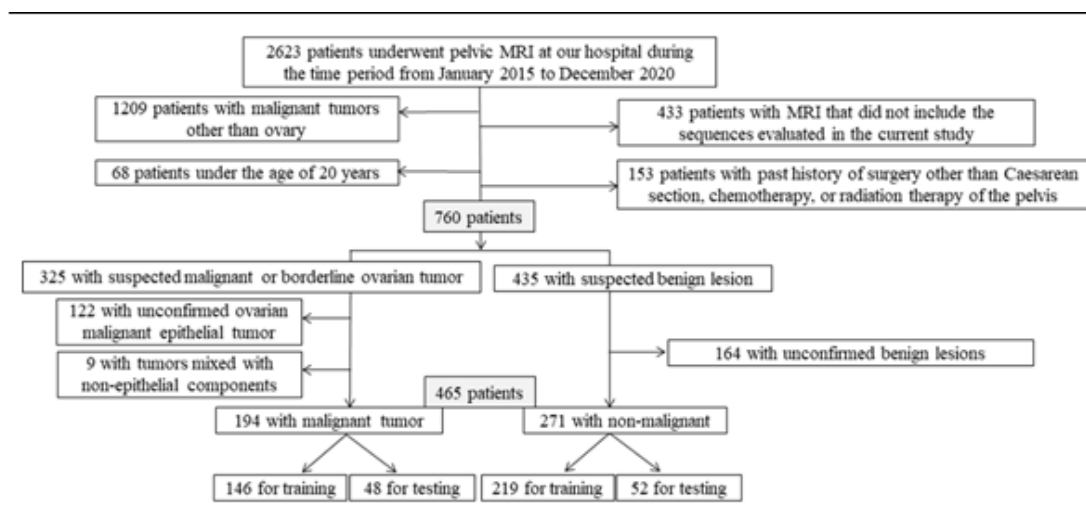 2623 patients underwent pelvic MRI at our hospital during
the time period from January 2015 to December 2020
1209 patients with malignant tumors
other than ovary
433 patients with MRI that did not include the
sequences evaluated in the current study
68 patients under the age of 20 years
153 patients with past history of surgery other than Caesarean
section, chemotherapy, or radiation therapy of the pelvis
760 patients
325 with suspected malignant or borderline ovarian tumor
435 with suspected benign lesion
122 with unconfirmed ovarian
malignant epithelial tumor
164 with unconfirmed benign lesions
9 with tumors mixed with
non-epithelial components
465 patients
194 with malignant tumor
271 with non-malignant
146 for training
48 for testing
219 for training
52 for testing